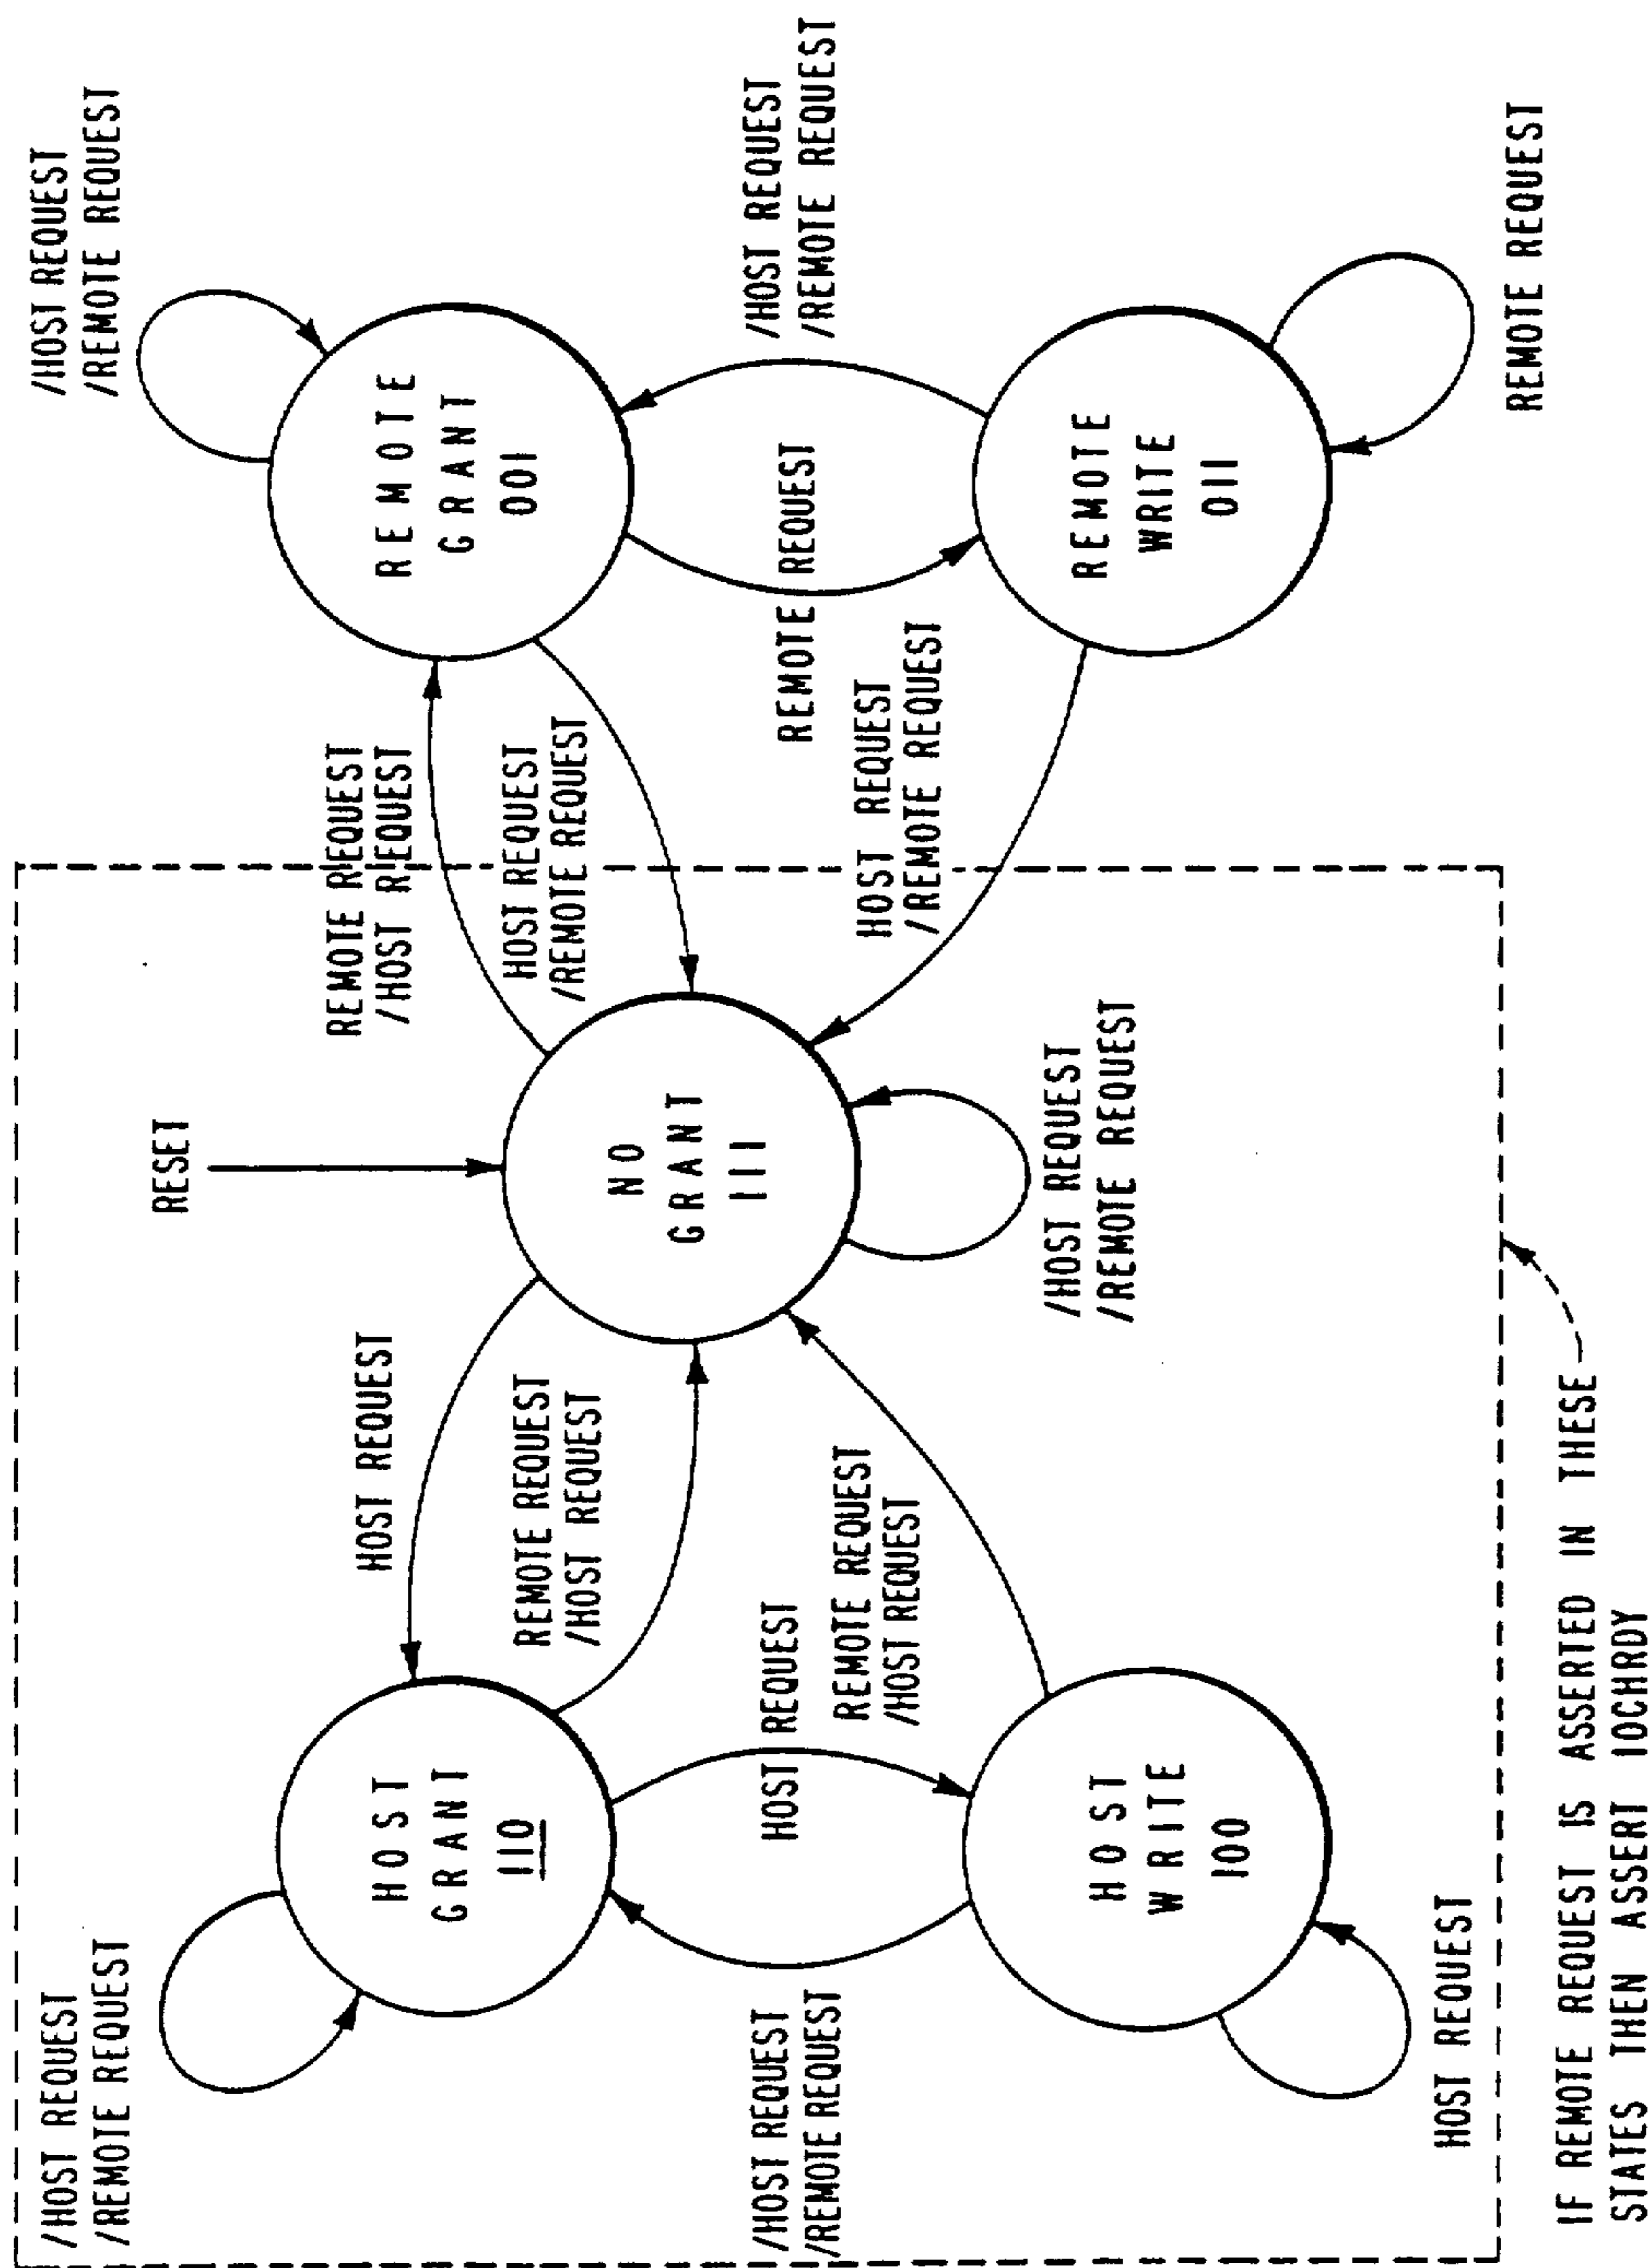 /HOST REQUEST
/REMOTE REQUEST
HOST
GRANT
110
HOST REQUEST
REMOTE REQUEST
/HOST REQUEST
HOST REQUEST
/HOST REQUEST
/REMOTE REQUEST
REMOTE REQUEST
/HOST REQUEST
HOST
WRITE
100
HOST REQUEST
RESET
NO
GRANT
111
/HOST REQUEST
/REMOTE REQUEST
REMOTE REQUEST
/HOST REQUEST
HOST REQUEST
/REMOTE REQUEST
/HOST REQUEST
/REMOTE REQUEST
REMOTE
GRANT
001
REMOTE REQUEST
/HOST REQUEST
/REMOTE REQUEST
HOST REQUEST
/REMOTE REQUEST
REMOTE
WRITE
011
REMOTE REQUEST
IF REMOTE REQUEST IS ASSERTED IN THESE
STATES THEN ASSERT IOCHRDY